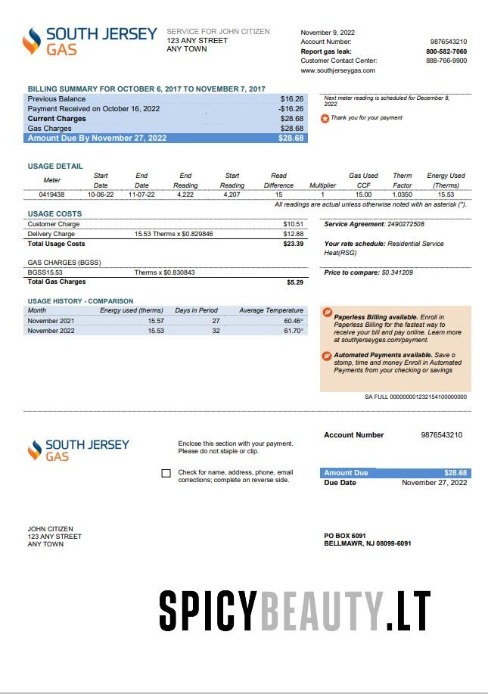 SOUTH JERSEY
GAS
SERVICE FOR JOHN CITIZEN
123 ANY STREET
ANY TOWN
November 9, 2022
Account Number: 9876543210
Report gas leak: 800-582-7060
Customer Contact Center: 888-766-9900
www.southjerseygas.com
BILLING SUMMARY FOR OCTOBER 6, 2017 TO NOVEMBER 7, 2017
Previous Balance $16.26
Payment Received on October 16, 2022 -$16.26
Current Charges $28.68
Gas Charges $28.68
Amount Due By November 27, 2022 $28.68
Next meter reading is scheduled for December 8,
2022
Thank you for your payment
USAGE DETAIL
Start End End Start Read Gas Used Therm Energy Used
Meter Date Date Reading Reading Difference Multiplier CCF Factor (Therms)
0419438 10-06-22 11-07-22 4,222 4,207 15 1 15.00 1.0350 15.53
All readings are actual unless otherwise noted with an asterisk (*).
USAGE COSTS
Customer Charge $10.51
Delivery Charge 15.53 Therms x $0.829846 $12.88
Total Usage Costs $23.39
Service Agreement: 2490272508
Your rate schedule: Residential Service
Heat(RSG)
GAS CHARGES (BGSS)
BGSS15.53 Therms x $0.830843
Total Gas Charges $5.29
Price to compare: $0.341209
USAGE HISTORY - COMPARISON
Month Energy used (therms) Days in Period Average Temperature
November 2021 15.57 27 60.46°
November 2022 15.53 32 61.70°
Paperless Billing available. Enroll in
Paperless Billing for the fastest way to
receive your bill and pay online. Learn more
at southjerseygas.com/payment.
Automated Payments available. Save a
stomp, time and money Enroll in Automated
Payments from your checking or savings
SOUTH JERSEY
GAS
Enclose this section with your payment.
Please do not staple or clip.
Check for name, address, phone, email
corrections; complete on reverse side.
Account Number 9876543210
Amount Due $28.68
Due Date November 27, 2022
JOHN CITIZEN
123 ANY STREET
ANY TOWN
PO BOX 6091
BELLMAWR, NJ 08099-6091
SPICYBEAUTY.LT